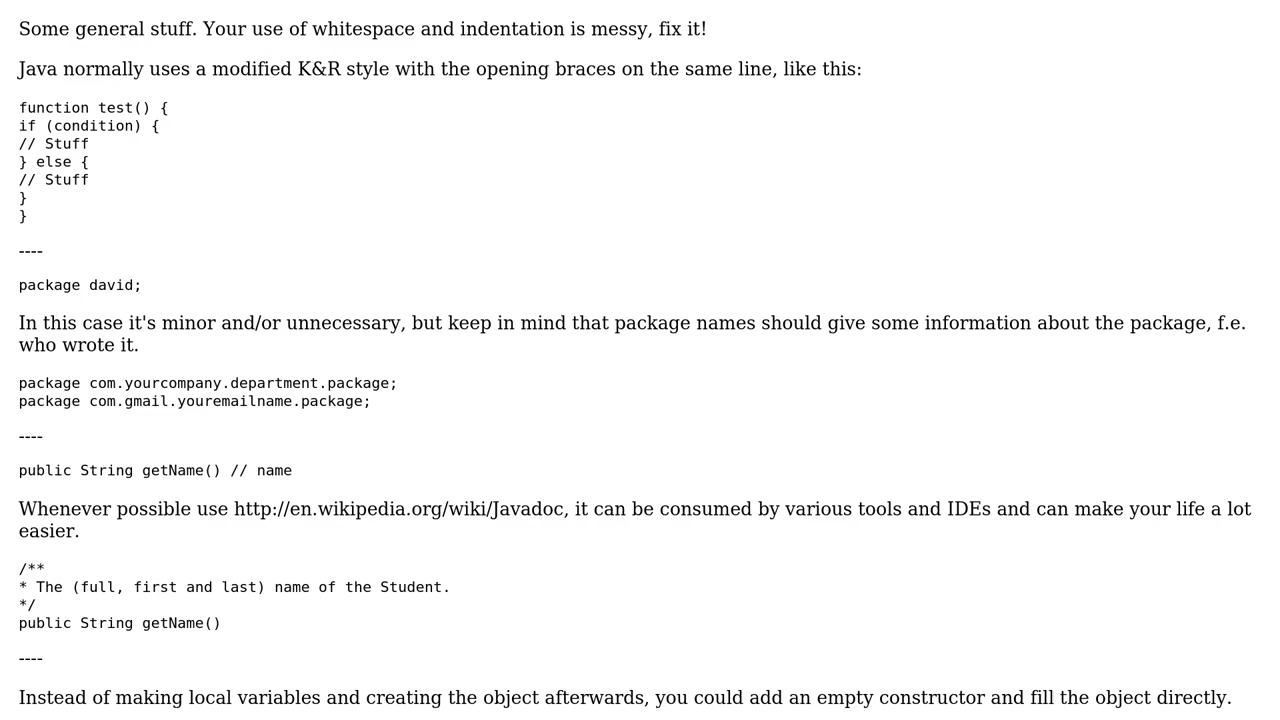 Some general stuff. Your use of whitespace and indentation is messy, fix it!
Java normally uses a modified K&R style with the opening braces on the same line, like this:
function test() {
if (condition) {
// Stuff
} else {
// Stuff
}
}
----
package david;
In this case it's minor and/or unnecessary, but keep in mind that package names should give some information about the package, f.e.
who wrote it.
package com.yourcompany.department.package;
package com.gmail.youremailname.package;
----
public String getName() // name
Whenever possible use http://en.wikipedia.org/wiki/Javadoc, it can be consumed by various tools and IDEs and can make your life a lot
easier.
/**
* The (full, first and last) name of the Student.
*/
public String getName()
----
Instead of making local variables and creating the object afterwards, you could add an empty constructor and fill the object directly.